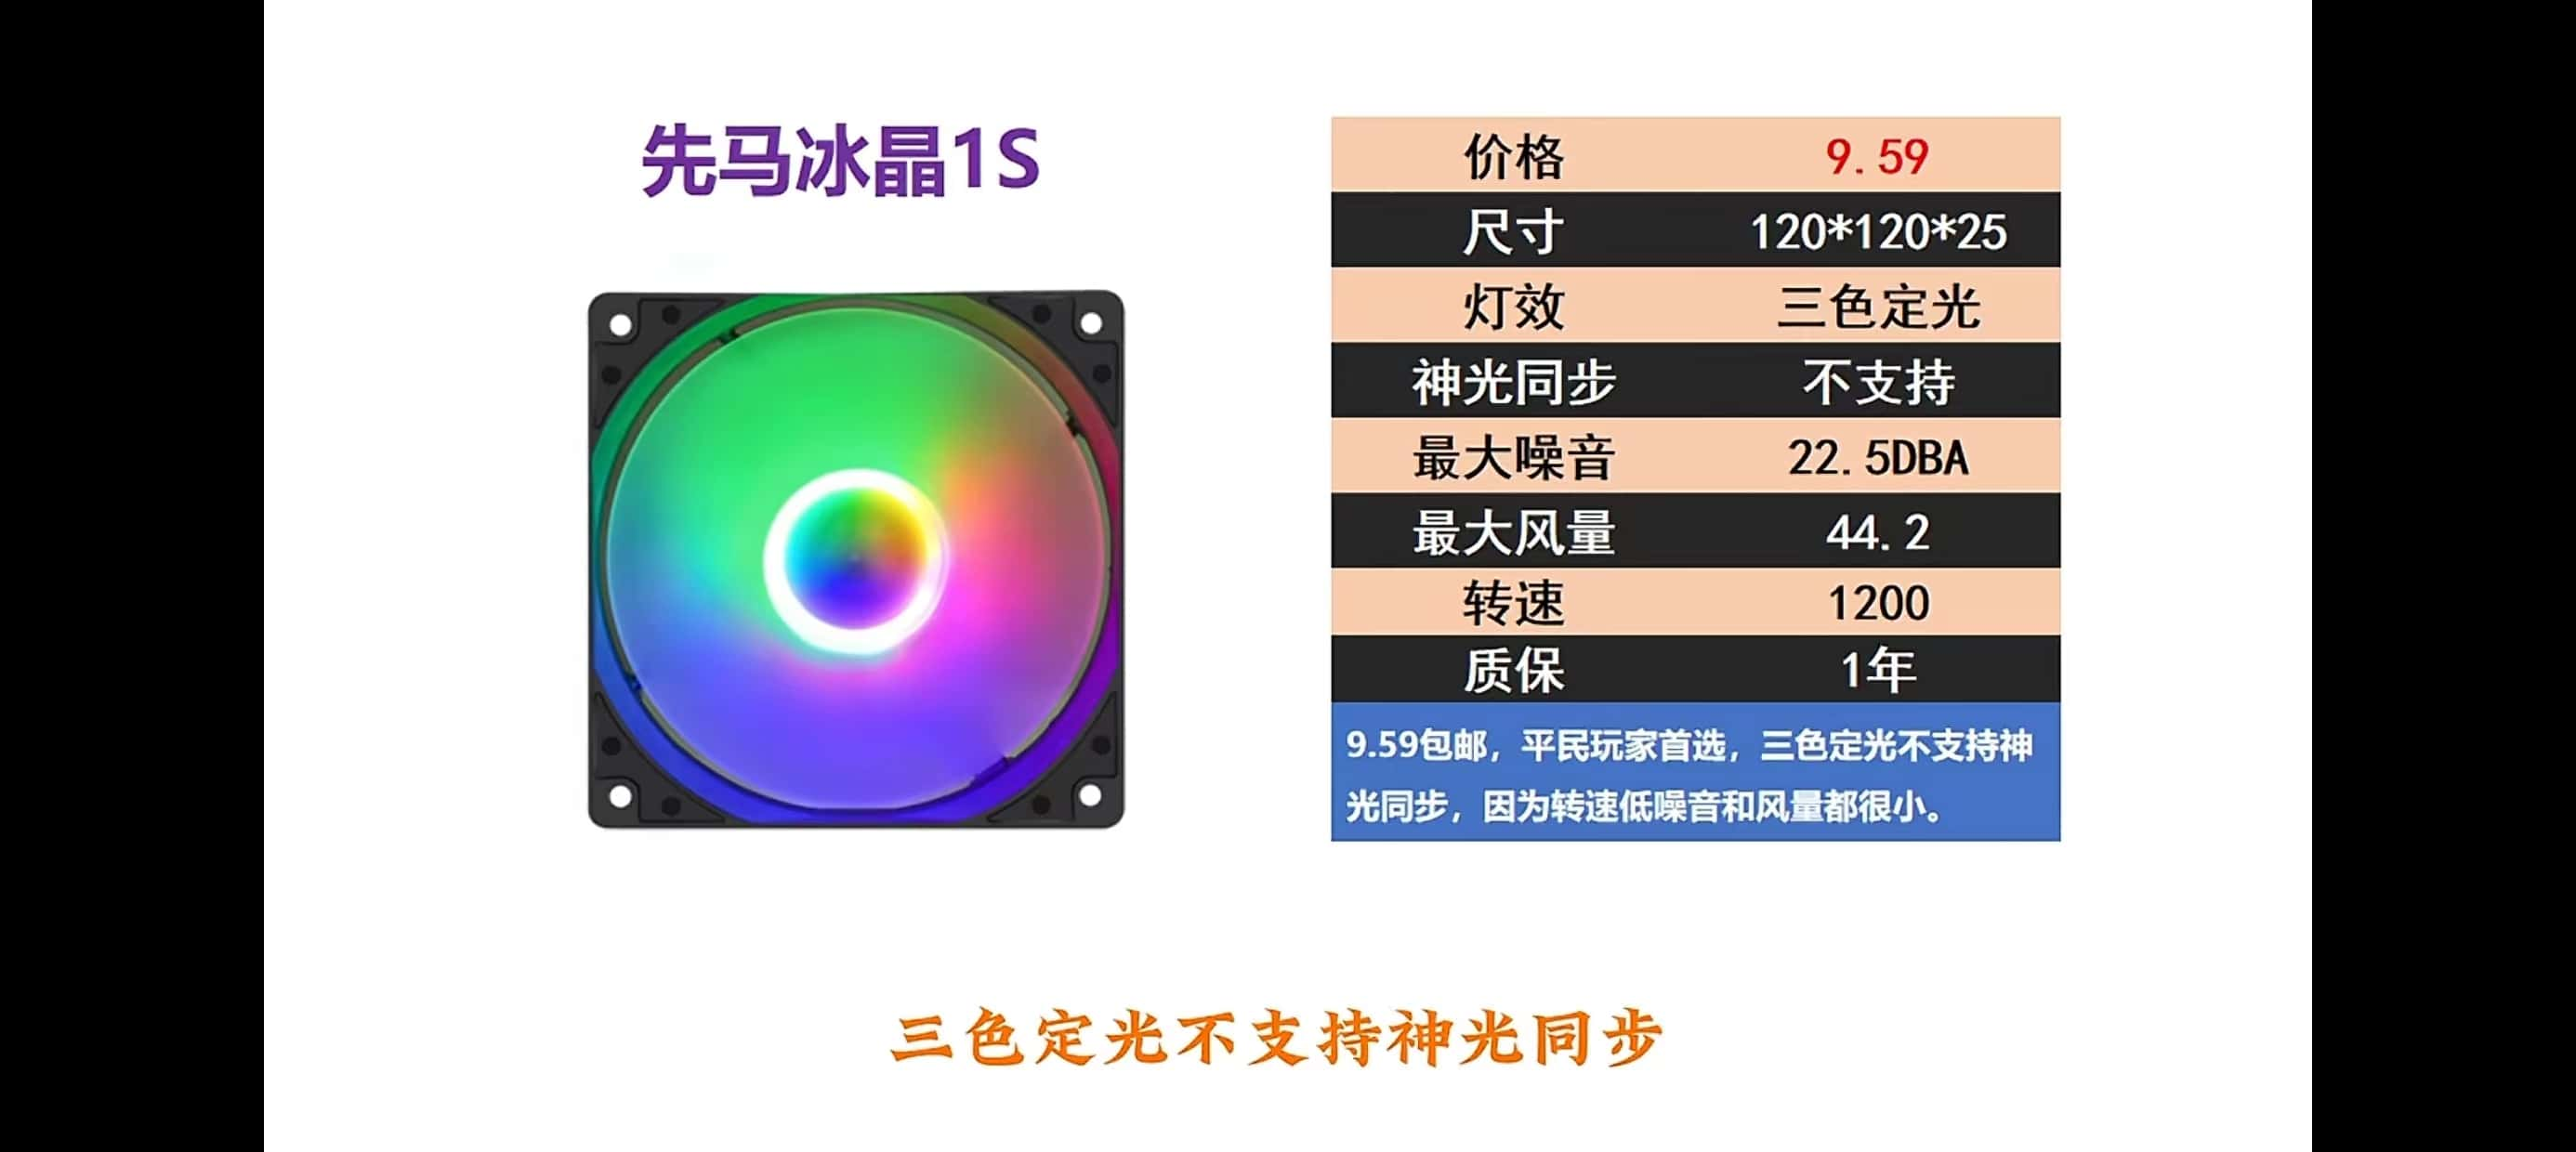 先马冰晶1S
价格 9.59
尺寸 120*120*25
灯效 三色定光
神光同步 不支持
最大噪音 22.5DBA
最大风量 44.2
转速 1200
质保 1年
9.59包邮，平民玩家首选，三色定光不支持神
光同步，因为转速低噪音和风量都很小。
三色定光不支持神光同步